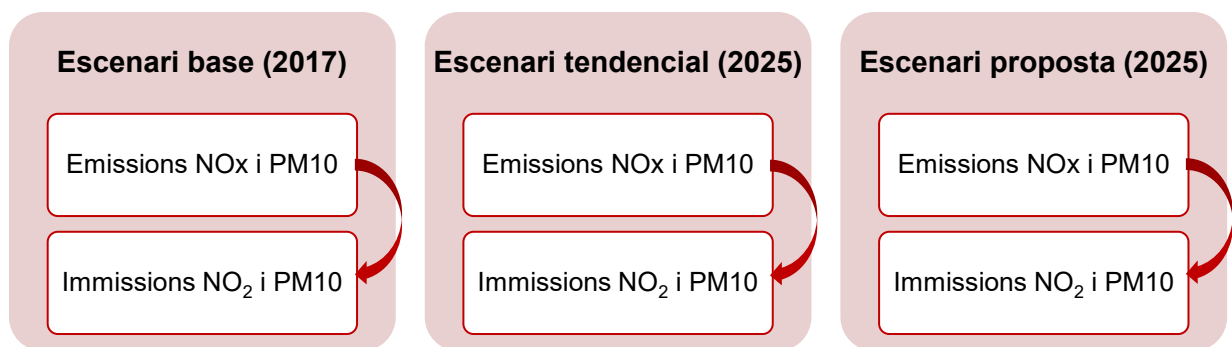 Escenari base (2017)
Emissions NOx i PM10
Immissions NO₂ i PM10
Escenari tendencial (2025)
Emissions NOx i PM10
Immissions NO₂ i PM10
Escenari proposta (2025)
Emissions NOx i PM10
Immissions NO₂ i PM10